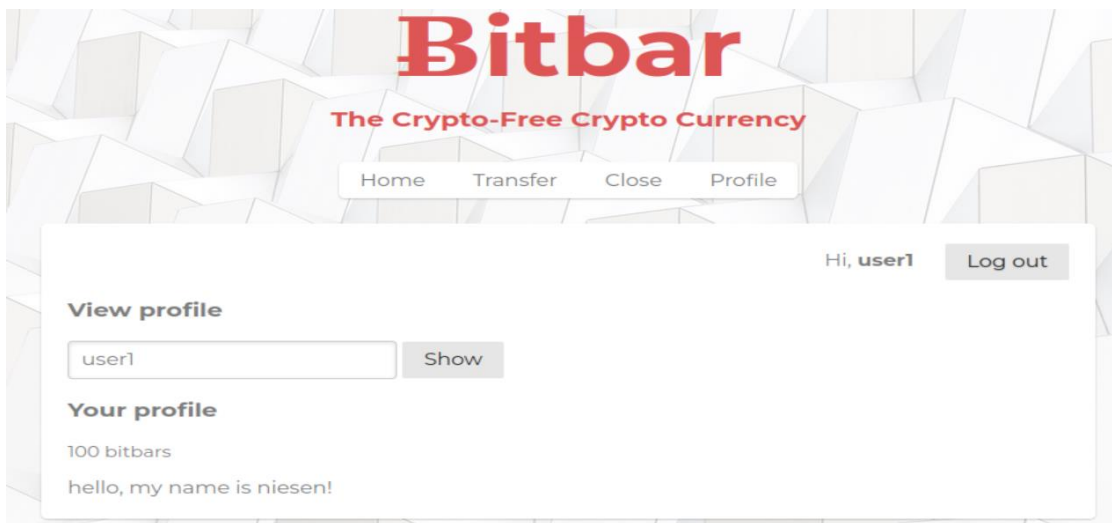 Ƀitbar
The Crypto-Free Crypto Currency
Home Transfer Close Profile
Hi, user1 Log out
View profile
user1 Show
Your profile
100 bitbars
hello, my name is niesen!